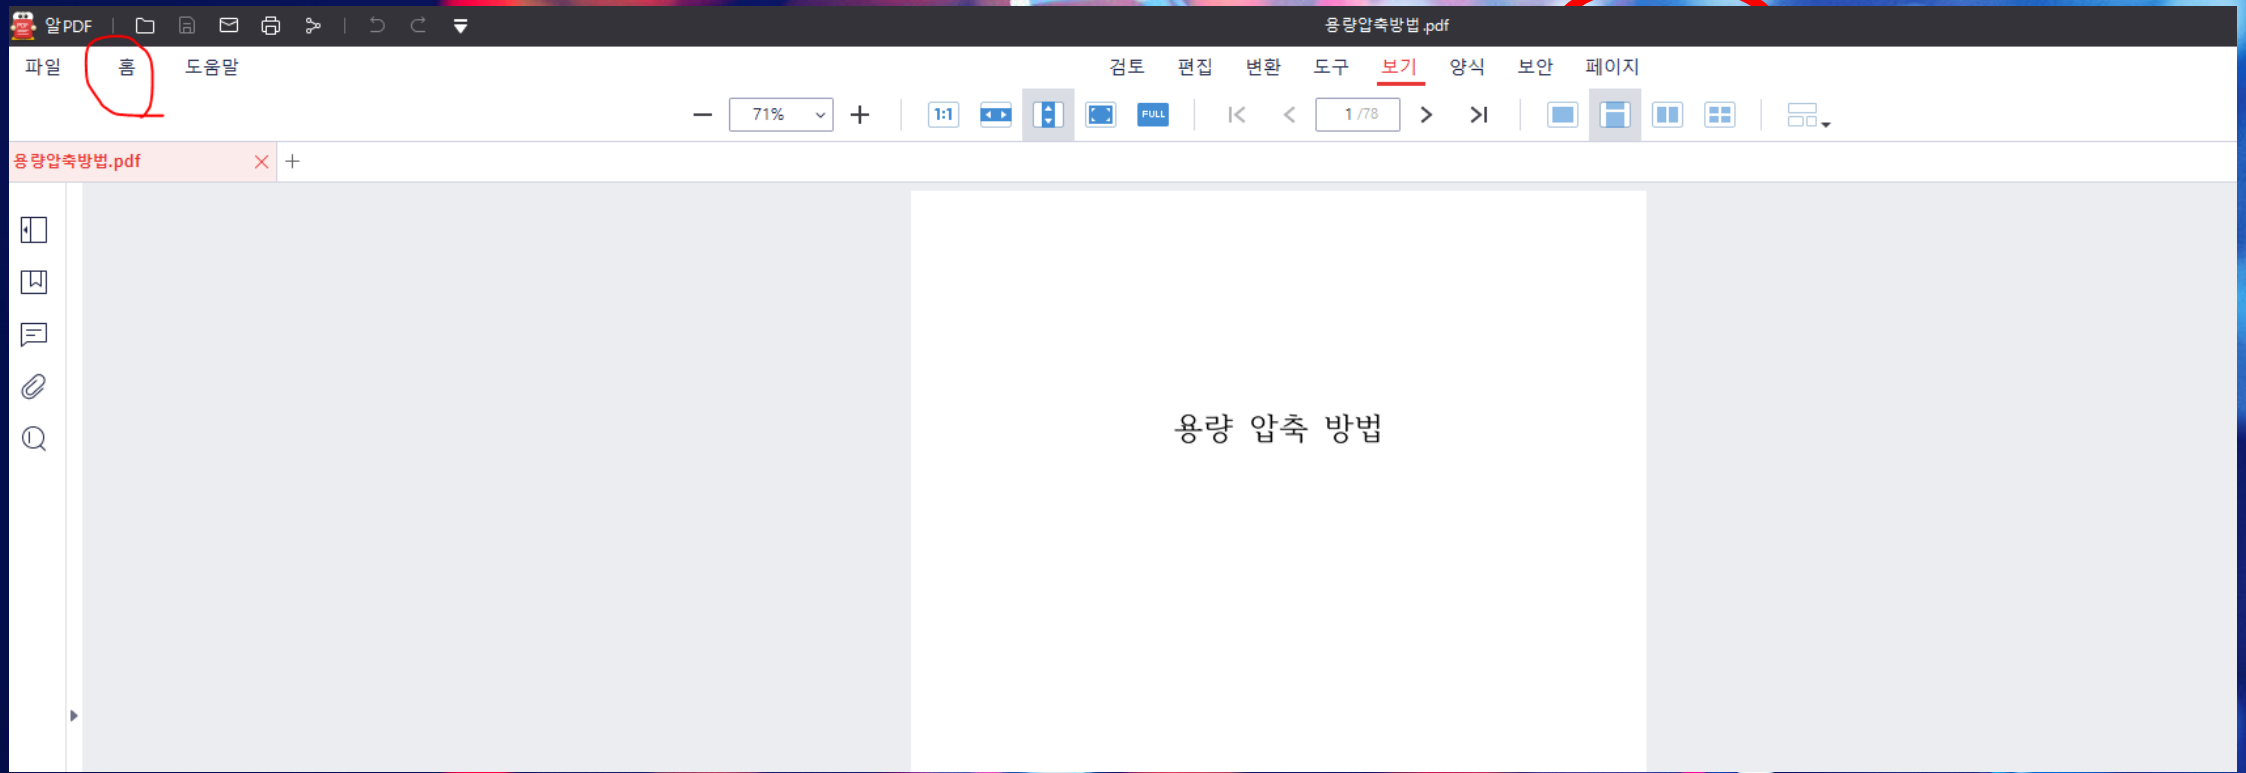 알PDF
용량압축방법.pdf
파일 홈 도움말
검토 편집 변환 도구 보기 양식 보안 페이지
71% 1:1 FULL 1 /78
용량압축방법.pdf
용량 압축 방법